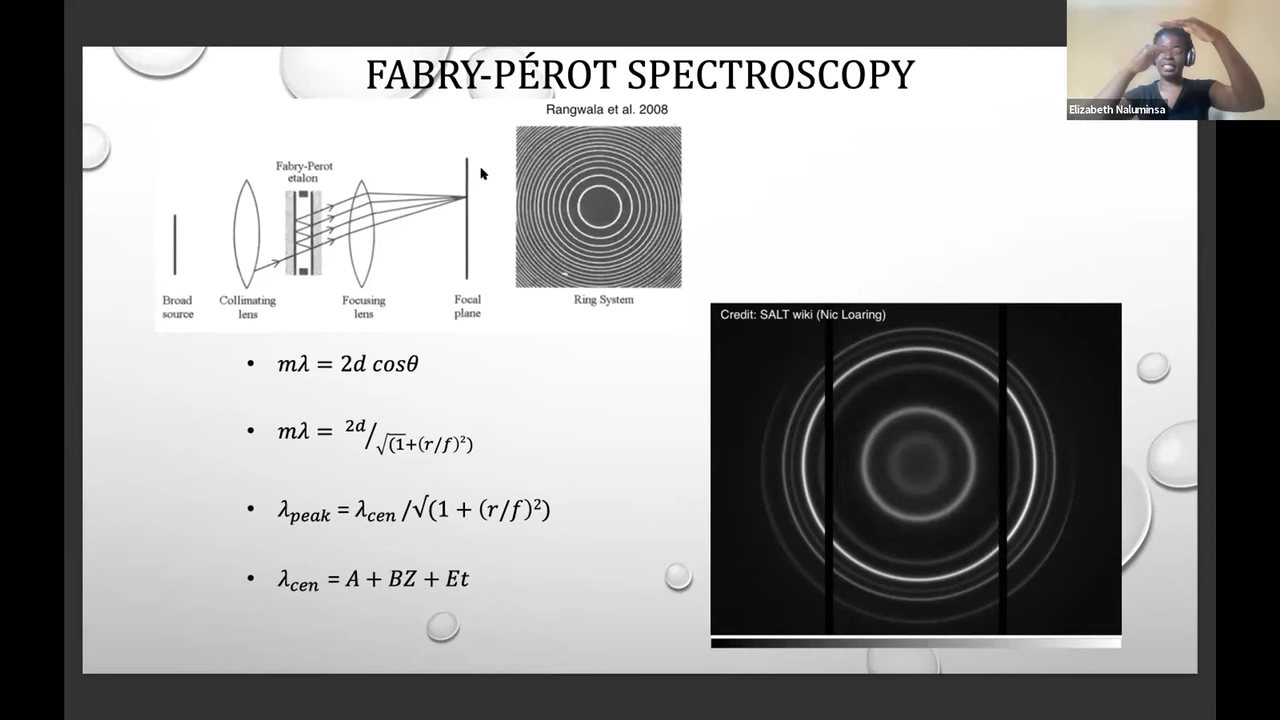 FABRY-PÉROT SPECTROSCOPY
Elizabeth Naluminsa
Rangwala et al. 2008
Fabry-Perot
etalon
Broad
source
Collimating
lens
Focusing
lens
Focal
plane
Ring System
Credit: SALT wiki (Nic Loaring)
• mλ = 2d cosθ
• mλ = 2d/√(1+(r/f)²)
• λpeak = λcen /√(1 + (r/f)²)
• λcen = A + BZ + Et